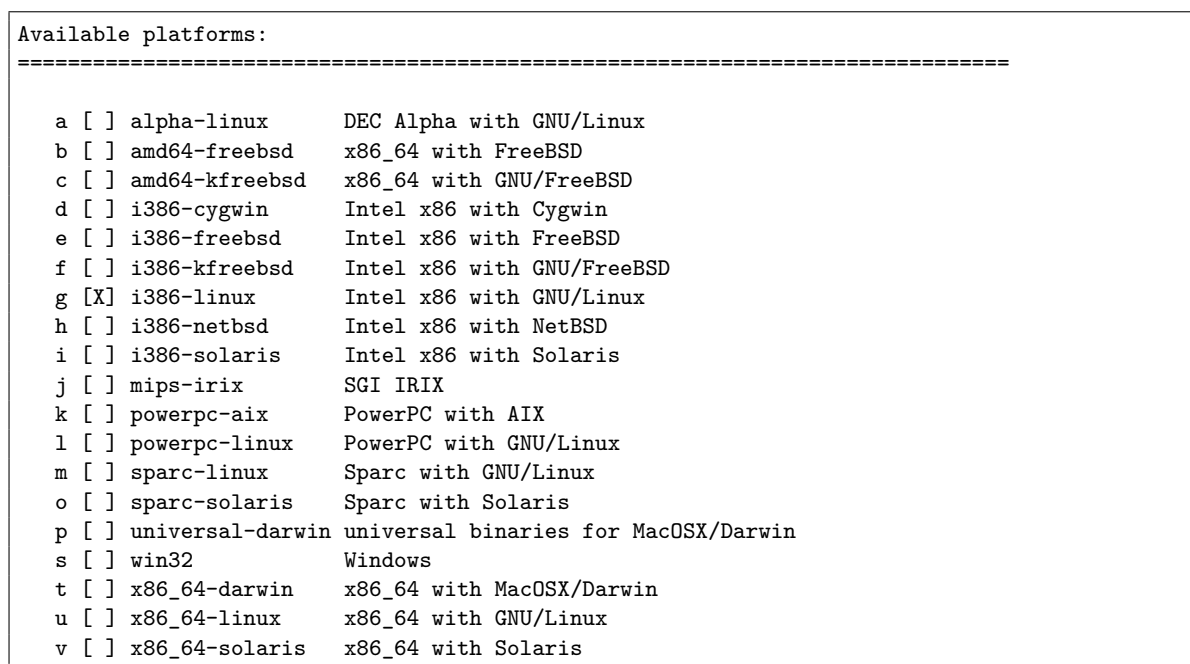 Available platforms:
===============================================================================
a [ ] alpha-linux DEC Alpha with GNU/Linux
b [ ] amd64-freebsd x86_64 with FreeBSD
c [ ] amd64-kfreebsd x86_64 with GNU/FreeBSD
d [ ] i386-cygwin Intel x86 with Cygwin
e [ ] i386-freebsd Intel x86 with FreeBSD
f [ ] i386-kfreebsd Intel x86 with GNU/FreeBSD
g [X] i386-linux Intel x86 with GNU/Linux
h [ ] i386-netbsd Intel x86 with NetBSD
i [ ] i386-solaris Intel x86 with Solaris
j [ ] mips-irix SGI IRIX
k [ ] powerpc-aix PowerPC with AIX
l [ ] powerpc-linux PowerPC with GNU/Linux
m [ ] sparc-linux Sparc with GNU/Linux
o [ ] sparc-solaris Sparc with Solaris
p [ ] universal-darwin universal binaries for MacOSX/Darwin
s [ ] win32 Windows
t [ ] x86_64-darwin x86_64 with MacOSX/Darwin
u [ ] x86_64-linux x86_64 with GNU/Linux
v [ ] x86_64-solaris x86_64 with Solaris